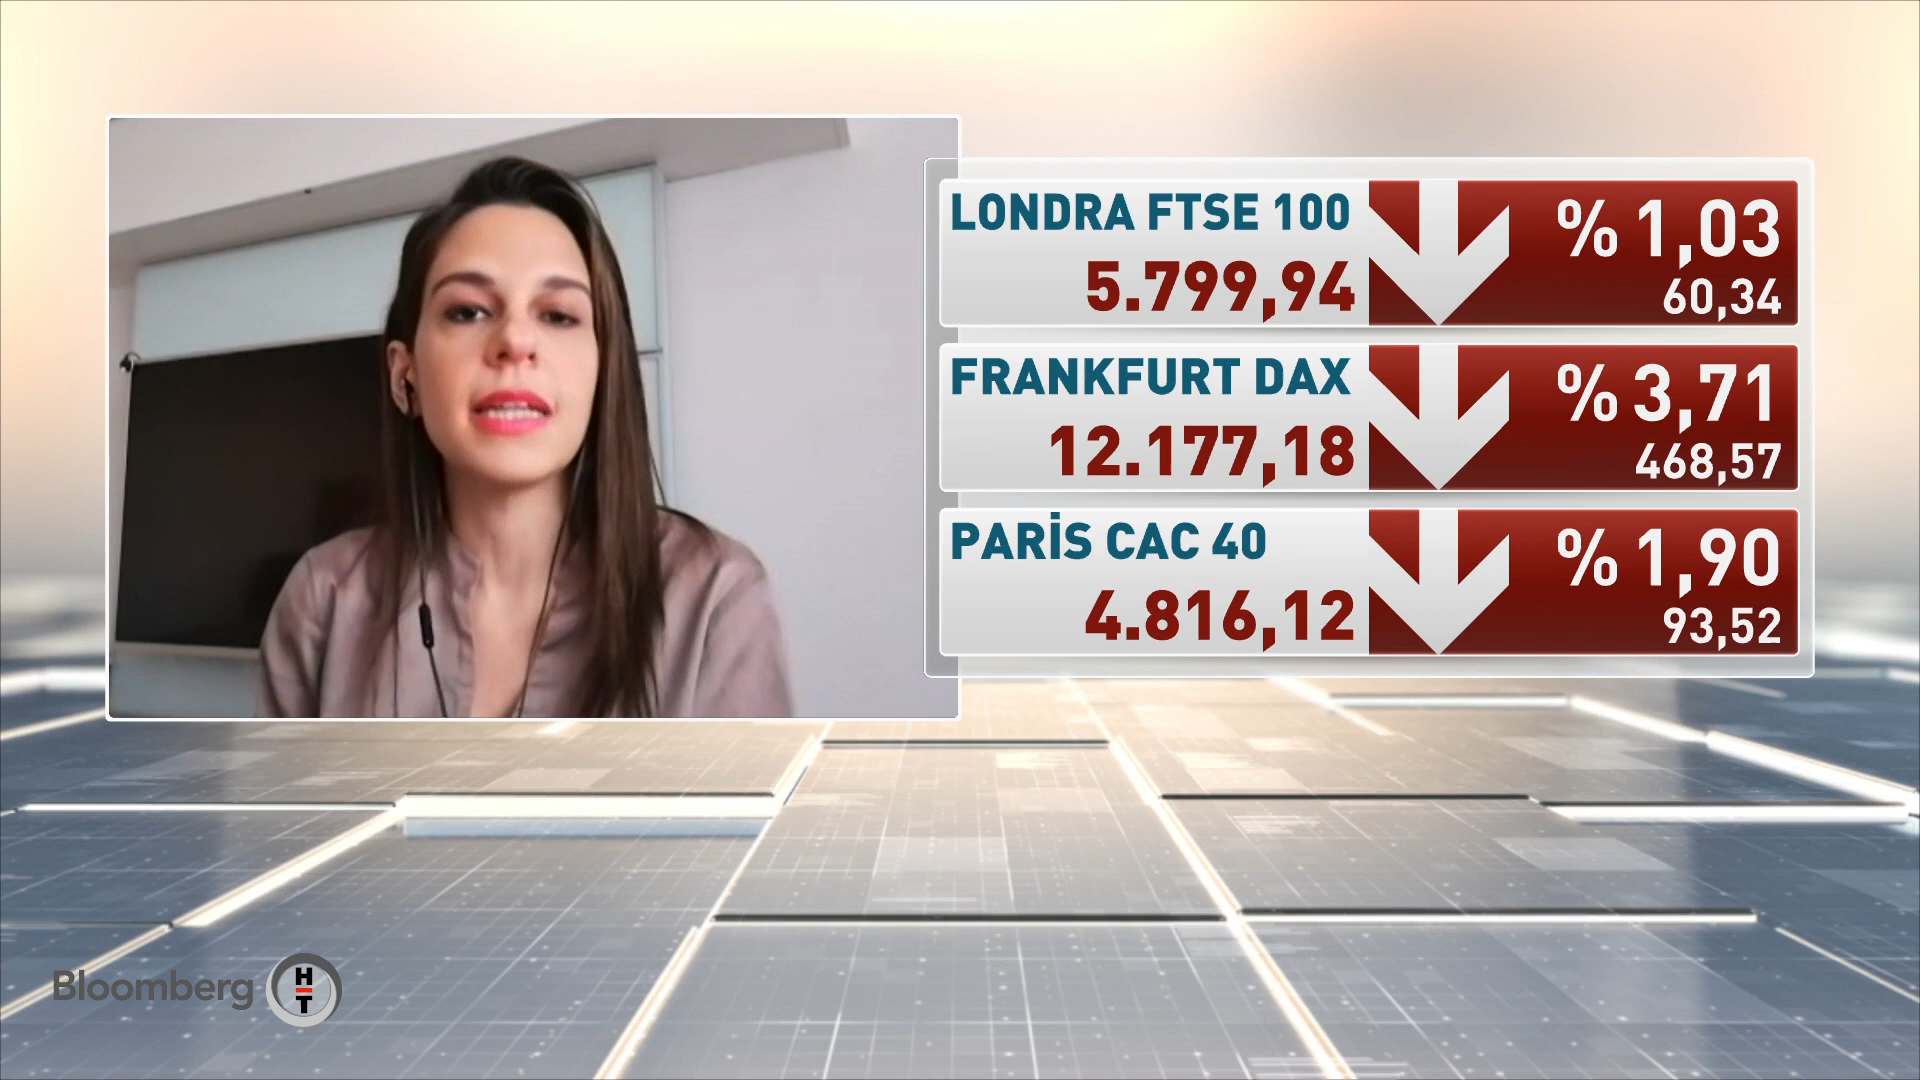 LONDRA FTSE 100
5.799,94
% 1,03
60,34
FRANKFURT DAX
12.177,18
% 3,71
468,57
PARİS CAC 40
4.816,12
% 1,90
93,52
Bloomberg HT